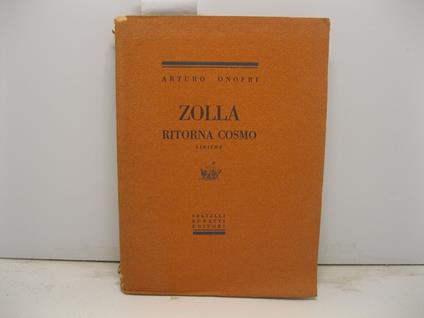 ARTURO ONOFRI
ZOLLA
RITORNA COSMO
LIRICHE
FRATELLI
BURATTI
EDITORI